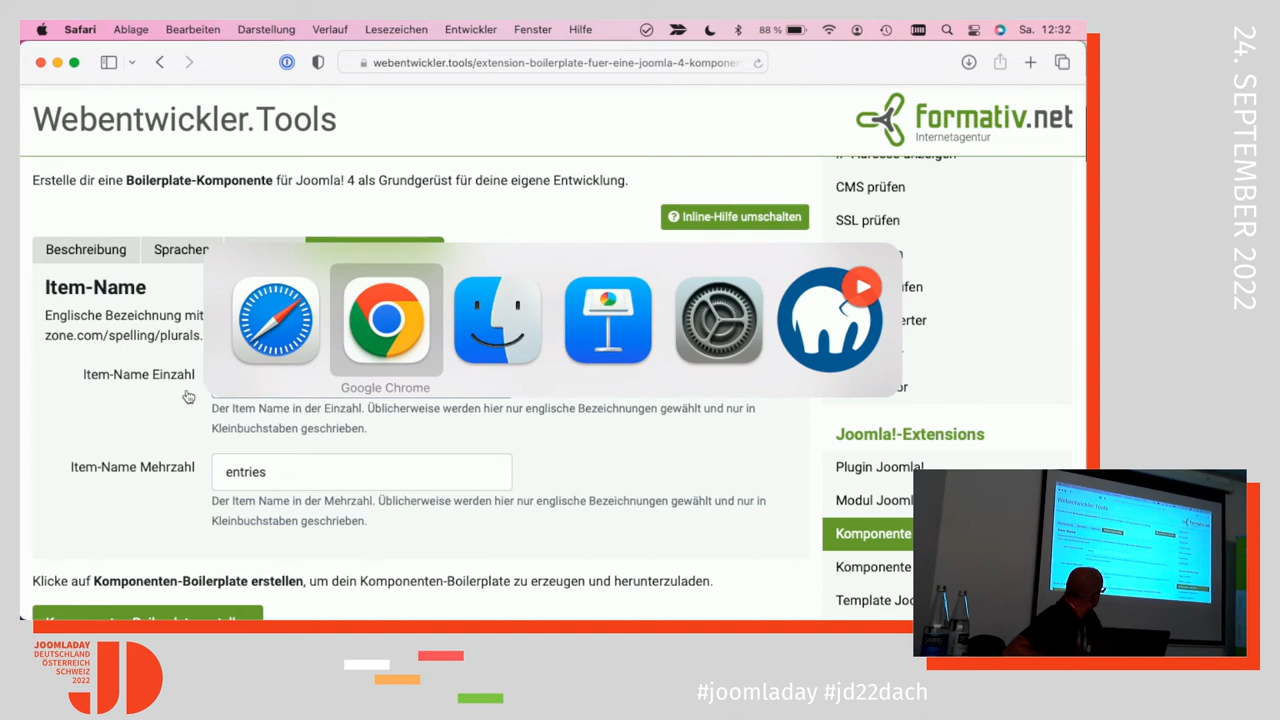 Safari Ablage Bearbeiten Darstellung Verlauf Lesezeichen Entwickler Fenster Hilfe 88 % Sa. 12:32
webentwickler.tools/extension-boilerplate-fuer-eine-joomla-4-kompone
Webentwickler.Tools
formativ.net
Internetagentur
Erstelle dir eine Boilerplate-Komponente für Joomla! 4 als Grundgerüst für deine eigene Entwicklung.
Inline-Hilfe umschalten
Beschreibung Sprachen
Item-Name
Englische Bezeichnung mit
zone.com/spelling/plurals.
Google Chrome
Item-Name Einzahl
Der Item Name in der Einzahl. Üblicherweise werden hier nur englische Bezeichnungen gewählt und nur in
Kleinbuchstaben geschrieben.
Item-Name Mehrzahl
entries
Der Item Name in der Mehrzahl. Üblicherweise werden hier nur englische Bezeichnungen gewählt und nur in
Kleinbuchstaben geschrieben.
Klicke auf Komponenten-Boilerplate erstellen, um dein Komponenten-Boilerplate zu erzeugen und herunterzuladen.
IP-Adresse anzeigen
CMS prüfen
SSL prüfen
Joomla!-Extensions
Plugin Joomla!
Modul Jooml
Komponente
Komponente
Template Joo
24. SEPTEMBER 2022
JOOMLADAY
DEUTSCHLAND
ÖSTERREICH
SCHWEIZ
2022
JD
#joomladay #jd22dach